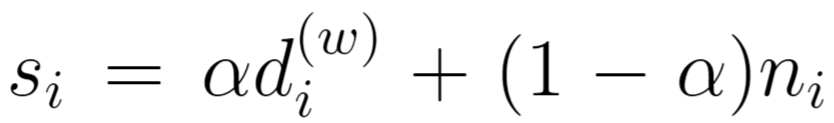 s_i = αd_i^{(w)} + (1 − α)n_i